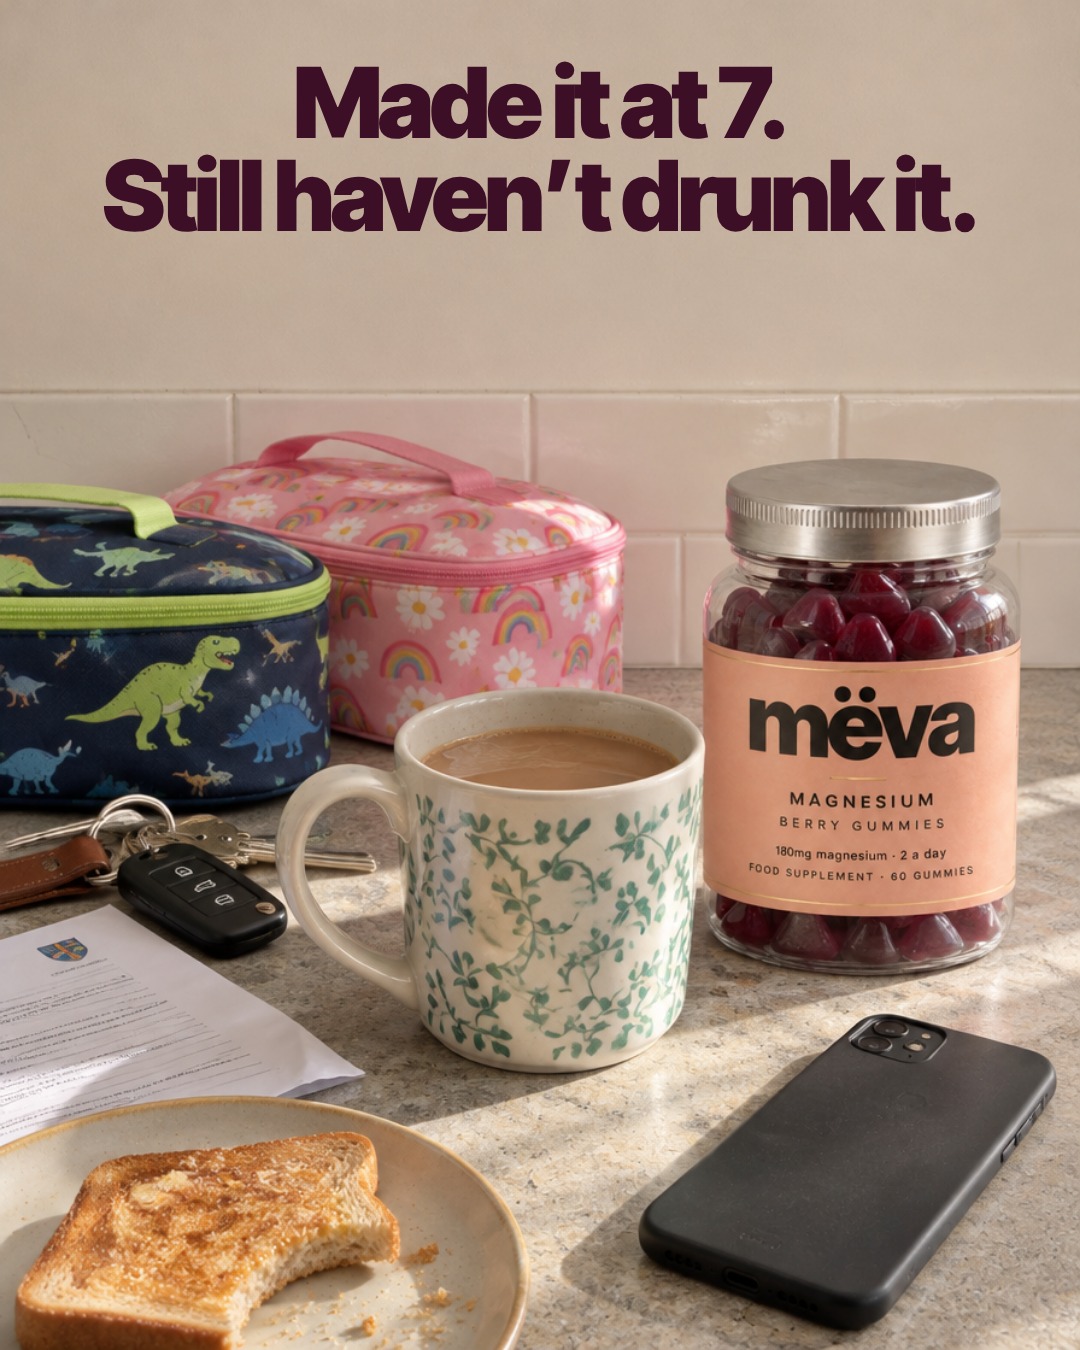 Made it at 7.
Still haven't drunk it.
mëva
MAGNESIUM
BERRY GUMMIES
180mg magnesium · 2 a day
FOOD SUPPLEMENT · 60 GUMMIES